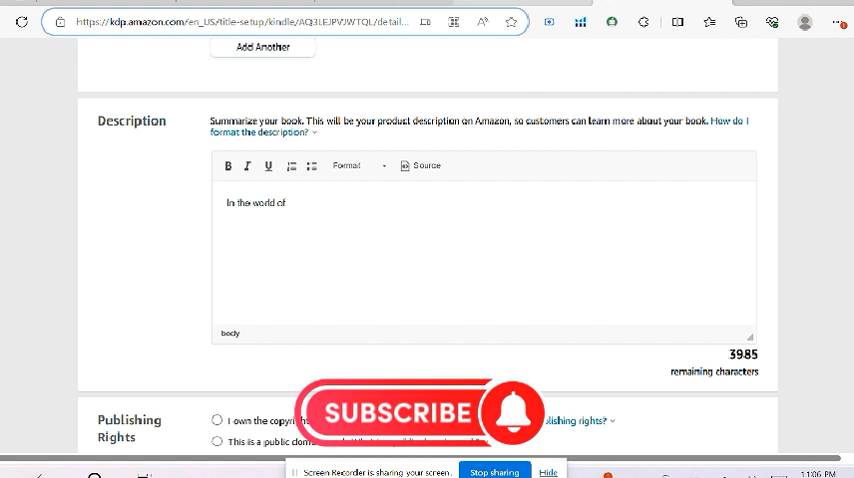 https://kdp.amazon.com/en_US/title-setup/kindle/AQ3LEJPVJWTQL/detail...
Add Another
Description
Summarize your book. This will be your product description on Amazon, so customers can learn more about your book. How do I
format the description?
B I U Format Source
In the world of
body
3985
remaining characters
Publishing
Rights
I own the copyright
blishing rights?
This is a public dom
SUBSCRIBE
Screen Recorder is sharing your screen. Stop sharing Hide
11:06 PM